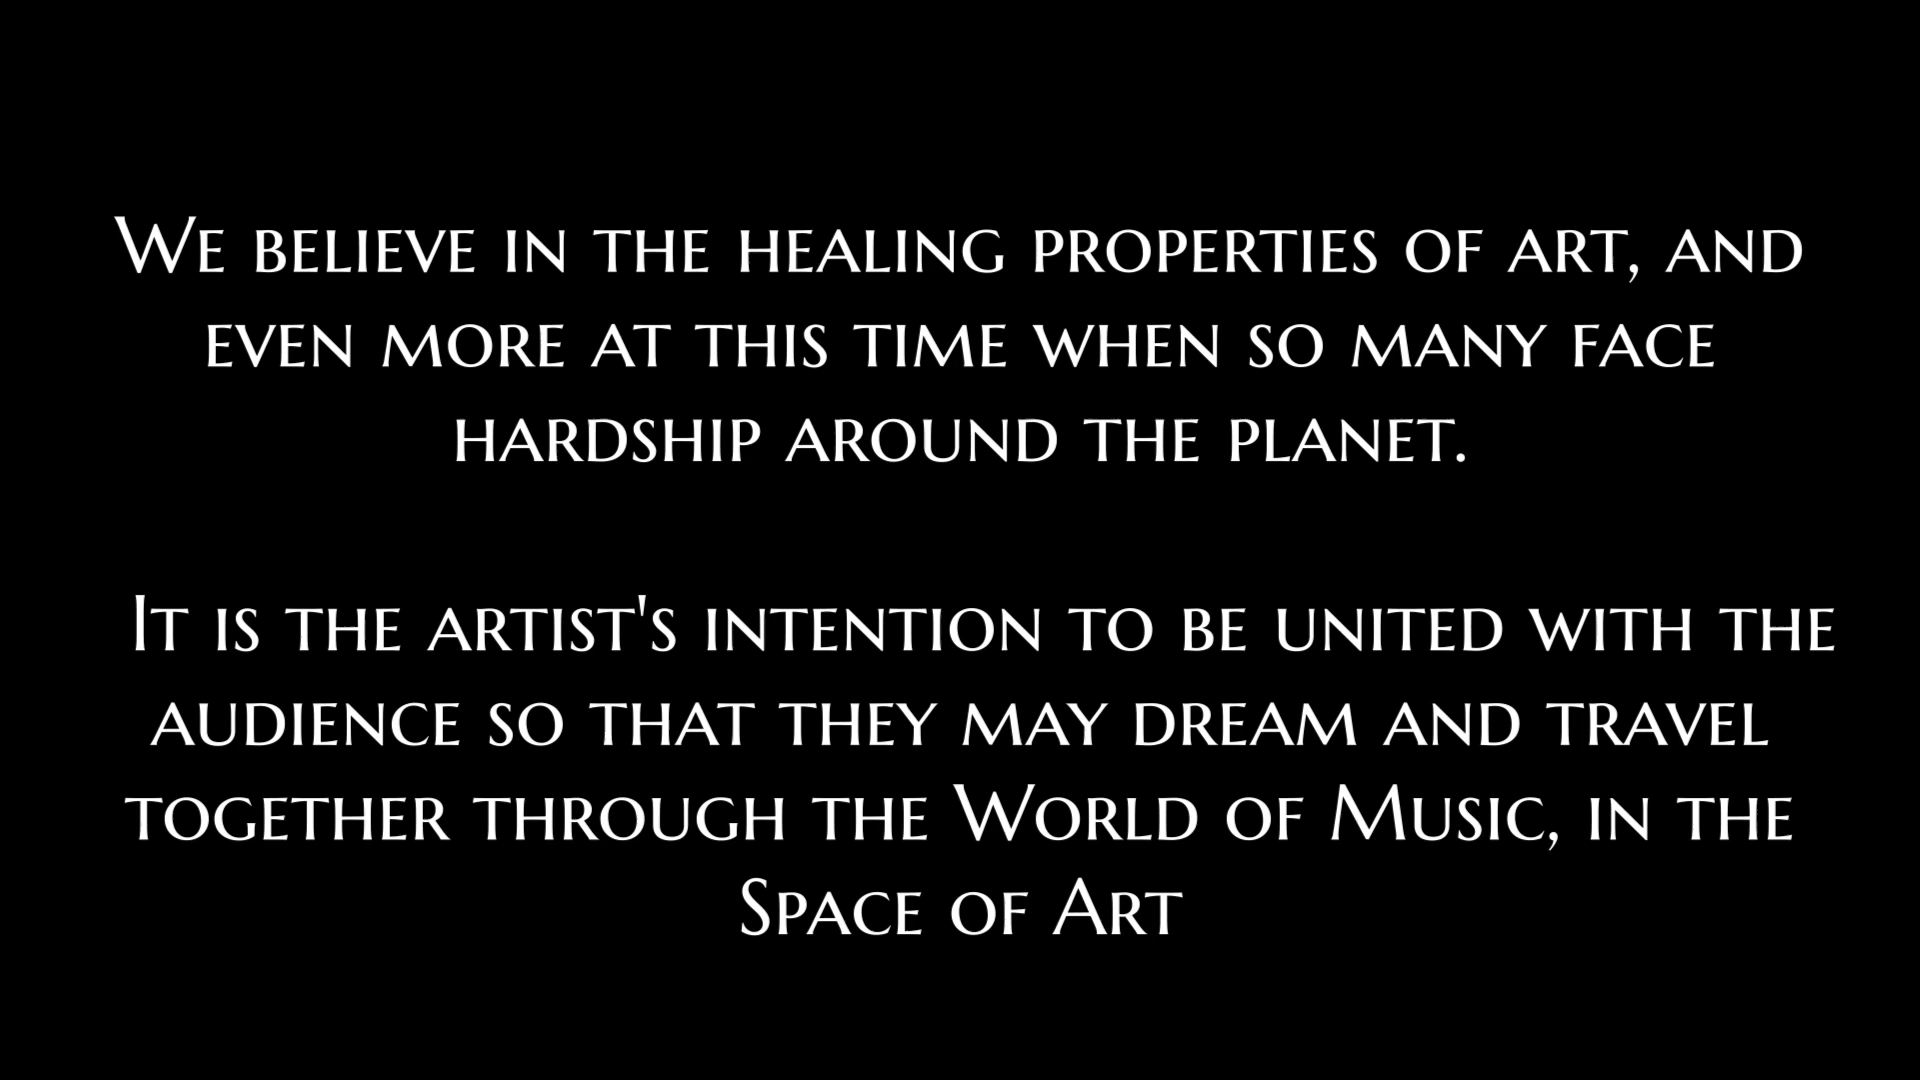 We believe in the healing properties of art, and
even more at this time when so many face
hardship around the planet.
It is the artist's intention to be united with the
audience so that they may dream and travel
together through the World of Music, in the
Space of Art